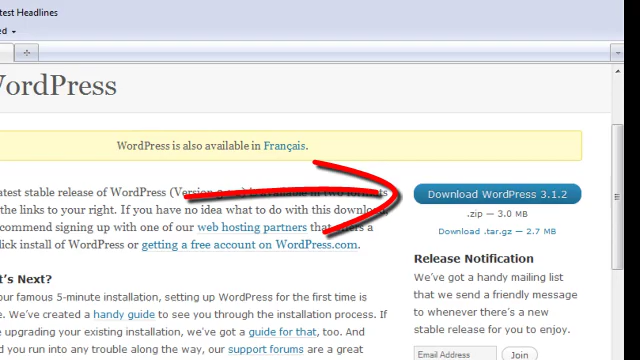 test Headlines
ed
ordPress
WordPress is also available in Français.
atest stable release of WordPress (Version
the links to your right. If you have no idea what to do with this download,
commend signing up with one of our web hosting partners that offers a
lick install of WordPress or getting a free account on WordPress.com.
t's Next?
our famous 5-minute installation, setting up WordPress for the first time is
. We've created a handy guide to see you through the installation process. If
e upgrading your existing installation, we've got a guide for that, too. And
d you run into any trouble along the way, our support forums are a great
Download WordPress 3.1.2
.zip — 3.0 MB
Download .tar.gz — 2.7 MB
Release Notification
We've got a handy mailing list
that we send a friendly message
to whenever there's a new
stable release for you to enjoy.
Email Address
Join